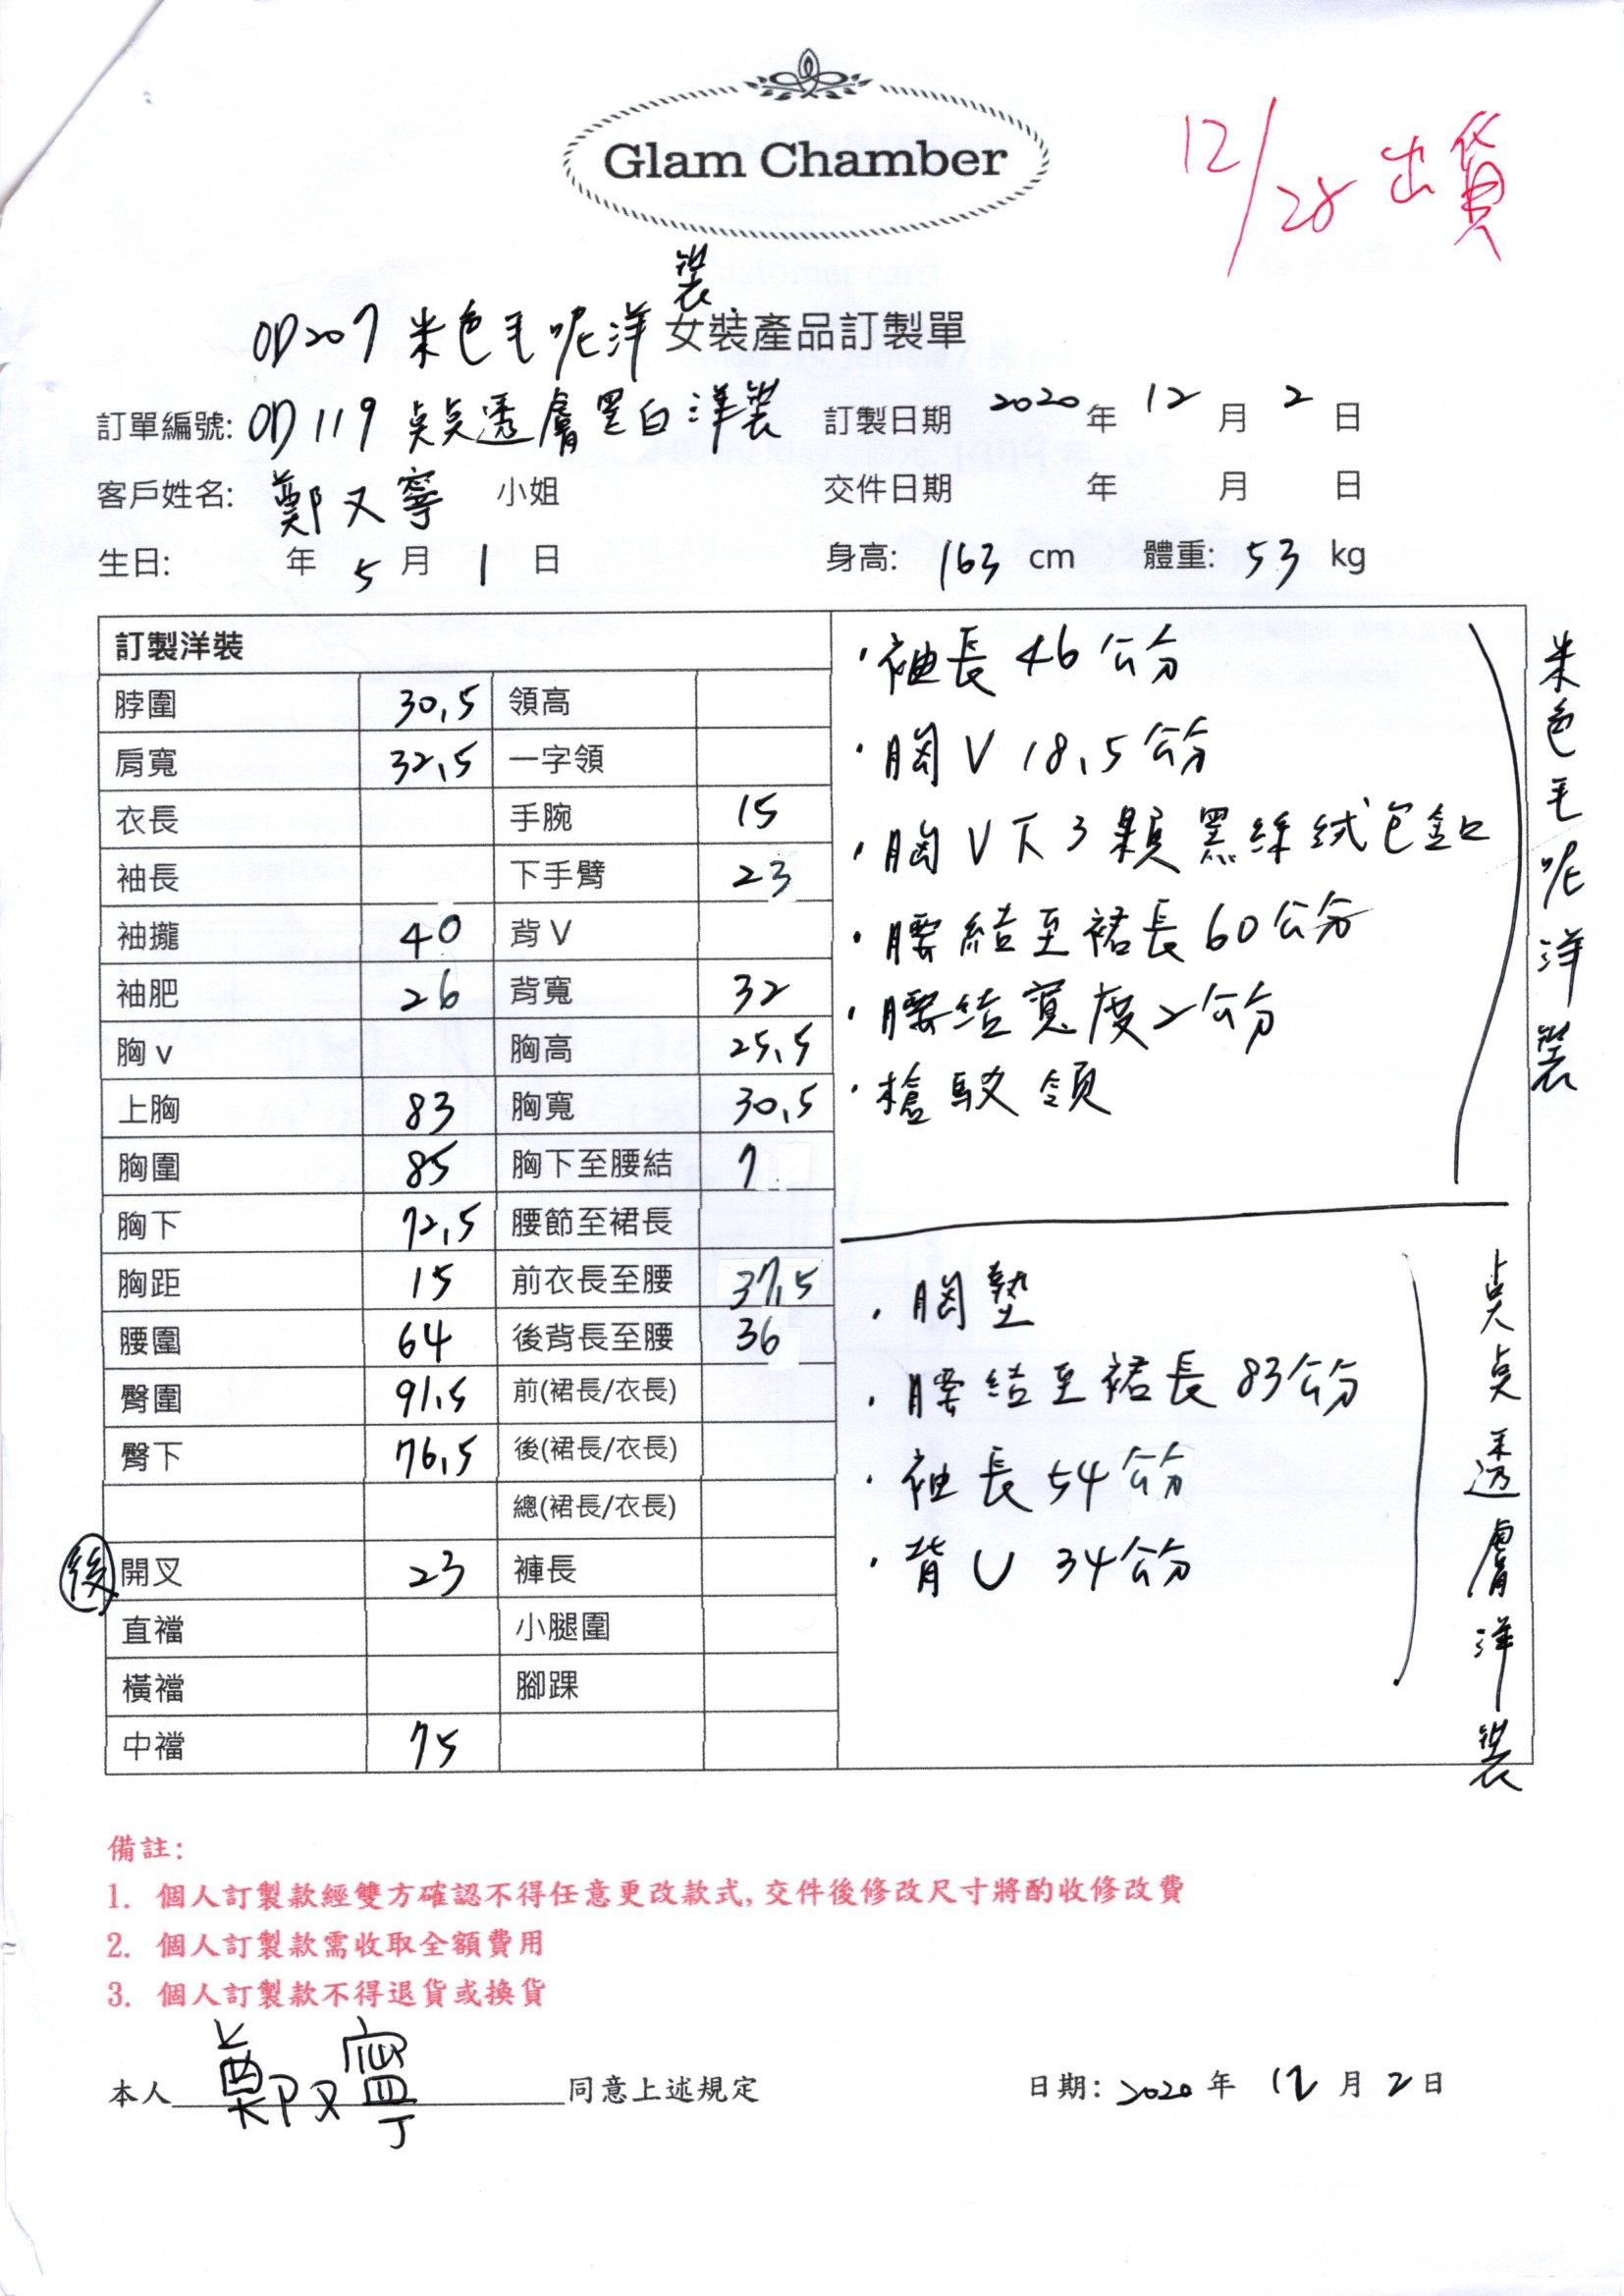 Glam Chamber
12/28 出貨
OD207 米色毛呢洋裝
女裝產品訂製單
訂單編號: OD119 点点透膚黑白洋裝 訂製日期 2020 年 12 月 2 日
客戶姓名: 鄭又寧 小姐 交件日期 年 月 日
生日: 年 5 月 1 日 身高: 163 cm 體重: 53 kg
訂製洋裝
脖圍 30.5 領高
肩寬 32.5 一字領
衣長 手腕 15
袖長 下手臂 23
袖攏 40 背V
袖肥 26 背寬 32
胸v 胸高 25.5
上胸 83 胸寬 30.5
胸圍 85 胸下至腰結 7
胸下 72.5 腰節至裙長
胸距 15 前衣長至腰 37.5
腰圍 64 後背長至腰 36
臀圍 91.5 前(裙長/衣長)
臀下 76.5 後(裙長/衣長)
總(裙長/衣長)
後 開叉 23 褲長
直襠 小腿圍
橫襠 腳踝
中襠 75
・袖長 46 公分
・胸V 18.5 公分
・胸V下3顆黑絲絨包釦
・腰結至裙長60公分
・腰結寬度2公分
・槍駁領
米色毛呢洋裝
・胸墊
・腰結至裙長 83公分
・袖長54公分
・背U 34公分
点点透膚洋裝
備註:
1. 個人訂製款經雙方確認不得任意更改款式, 交件後修改尺寸將酌收修改費
2. 個人訂製款需收取全額費用
3. 個人訂製款不得退貨或換貨
本人 鄭又寧 同意上述規定 日期: 2020 年 12 月 2 日